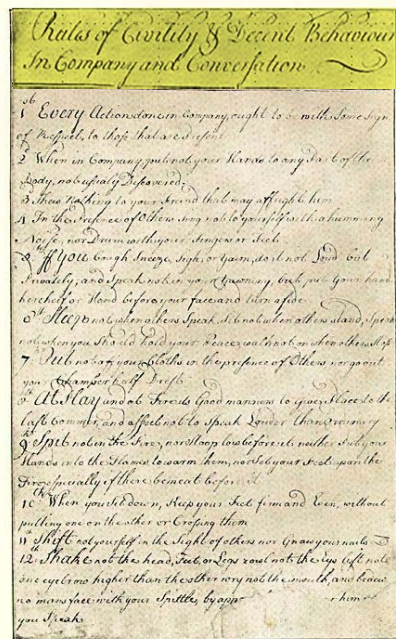 Rules of Civility & Decent Behaviour
In Company and Conversation
1 Every Action done in Company, ought to be with Some Sign
of Respect, to those that are Present
2 When in Company, put not your Hands to any Part of the
Body, not usualy Discovered
3 Shew Nothing to your Friend that may affright him
4 In the Presence of Others Sing not to yourself with a humming
Noise, nor Drum with your Fingers or Feet
5 If You Cough, Sneeze, Sigh, or Yawn, do it not Loud but
Privately; and Speak not in your Yawning, but put Your hand
kercheif or Hand before your face and turn aside
6th Sleep not when others Speak, Sit not when others stand, Speak
not when you Should hold your Peace, walk not on when others Stop
7th Put not off your Cloths in the presence of Others, nor go out
your Chamber half Drest
8th At Play and at Fire its Good manners to Give Place to the
last Commer, and affect not to Speak Louder than ordinary
9th Spit not in the Fire, nor Stoop low before it neither Put your
Hands into the Flames to warm them, nor Set your Feet upon the
Fire especially if there be meat before it
10th When you Sit down, Keep your Feet firm and Even, without
putting one on the other or Crossing them
11th Shift not yourself in the Sight of others nor Gnaw your nails
12th Shake not the head, Feet, or Legs rowl not the Eys lift not
one eyebrow higher than the other wry not the mouth, and bedew
no mans face with your Spittle, by app r him
you Speak